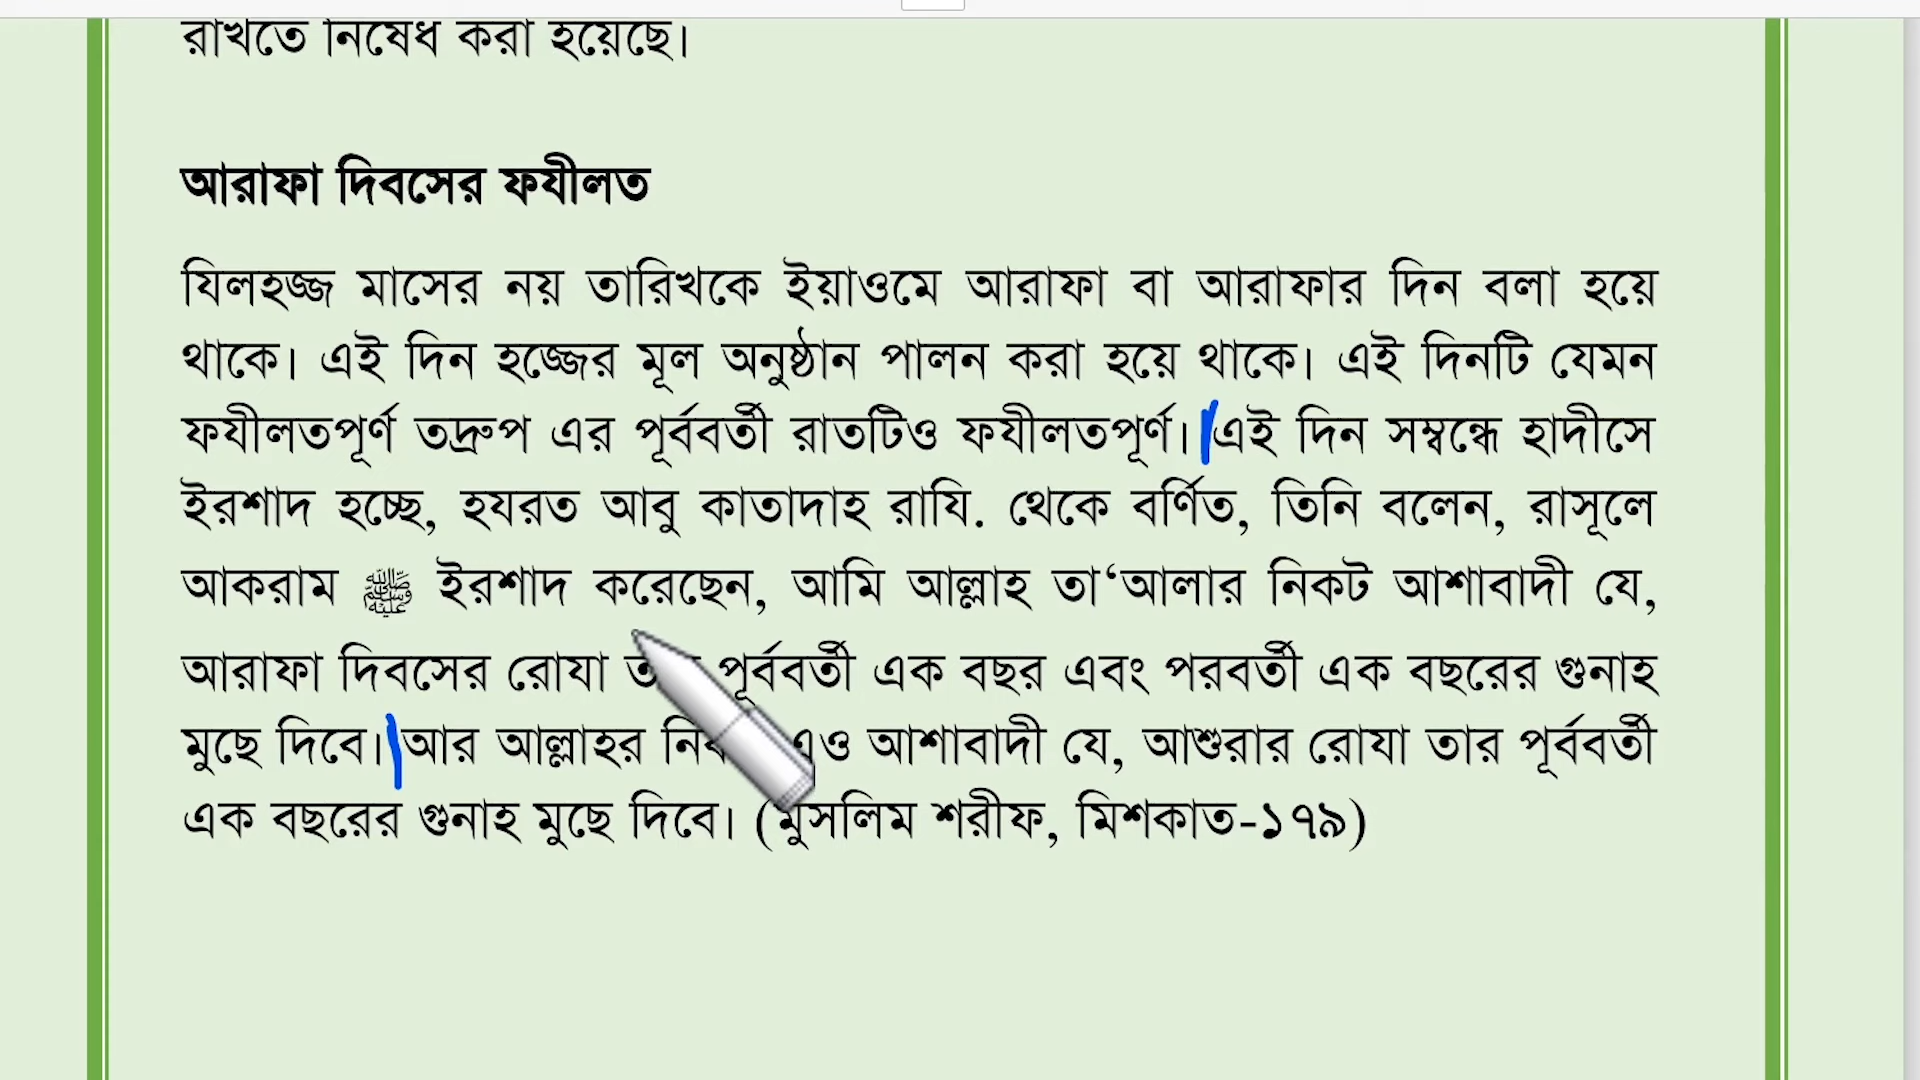 রাখতে নিষেধ করা হয়েছে।
আরাফা দিবসের ফযীলত
যিলহজ্জ মাসের নয় তারিখকে ইয়াওমে আরাফা বা আরাফার দিন বলা হয়ে
থাকে। এই দিন হজ্জের মূল অনুষ্ঠান পালন করা হয়ে থাকে। এই দিনটি যেমন
ফযীলতপূর্ণ তদ্রুপ এর পূর্ববর্তী রাতটিও ফযীলতপূর্ণ। এই দিন সম্বন্ধে হাদীসে
ইরশাদ হচ্ছে, হযরত আবু কাতাদাহ রাযি. থেকে বর্ণিত, তিনি বলেন, রাসূলে
আকরাম ﷺ ইরশাদ করেছেন, আমি আল্লাহ তা‘আলার নিকট আশাবাদী যে,
আরাফা দিবসের রোযা পূর্ববর্তী এক বছর এবং পরবর্তী এক বছরের গুনাহ
মুছে দিবে। আর আল্লাহর এও আশাবাদী যে, আশুরার রোযা তার পূর্ববর্তী
এক বছরের গুনাহ মুছে দিবে। (মুসলিম শরীফ, মিশকাত-১৭৯)